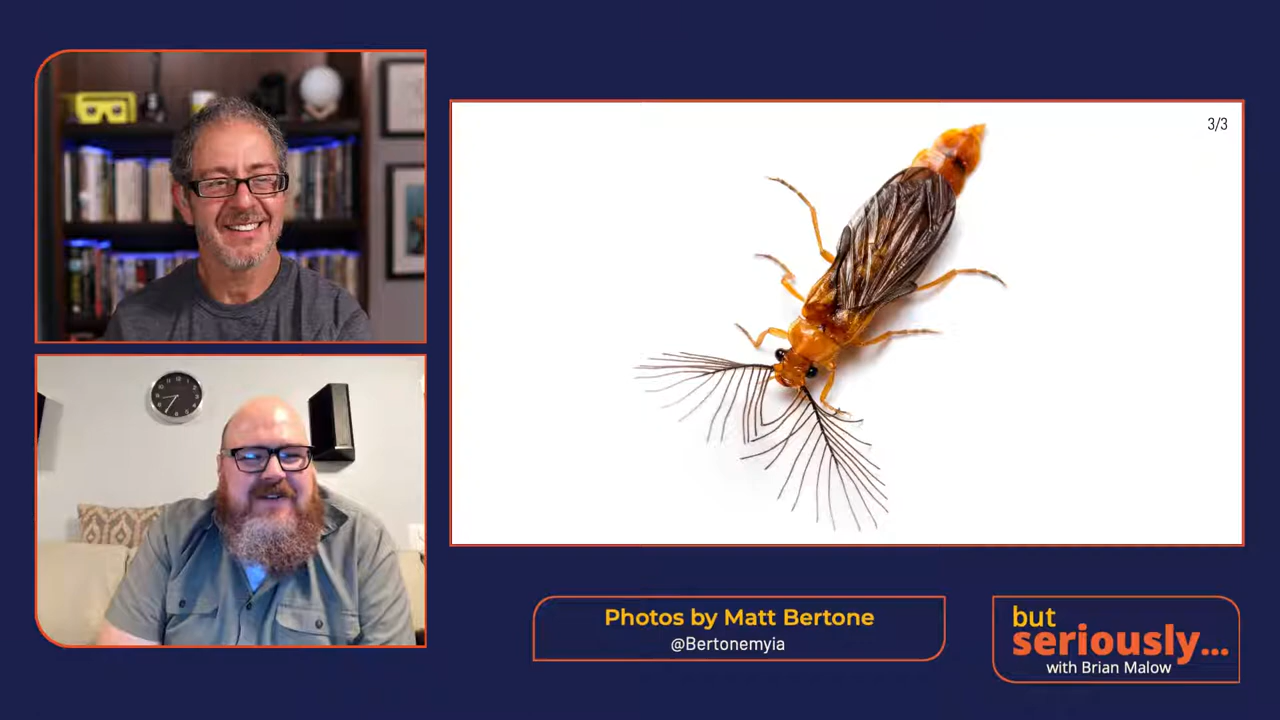 3/3
Photos by Matt Bertone
@Bertonemyia
but
seriously...
with Brian Malow